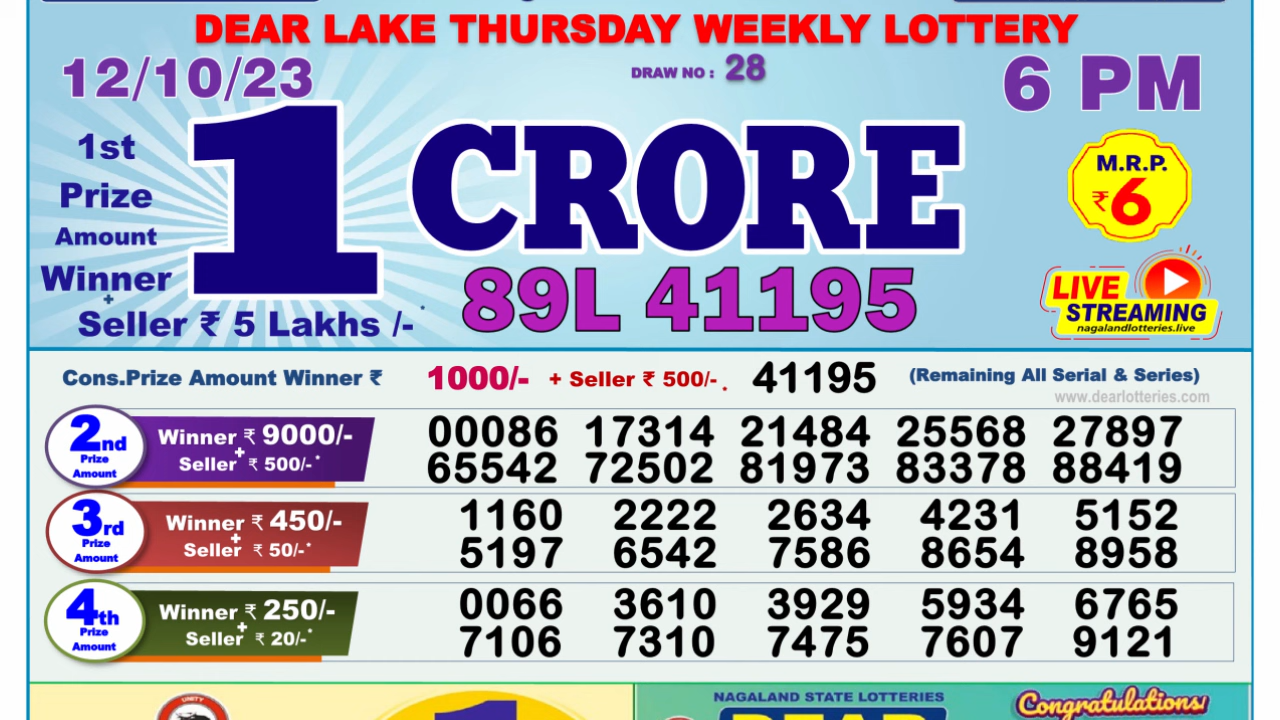 DEAR LAKE THURSDAY WEEKLY LOTTERY
12/10/23
DRAW NO : 28
6 PM
1st
Prize
Amount
Winner
+
Seller ₹ 5 Lakhs /- *
1 CRORE
89L 41195
M.R.P.
₹6
LIVE
STREAMING
nagalandlotteries.live
Cons.Prize Amount Winner ₹ 1000/- + Seller ₹ 500/- . 41195 (Remaining All Serial & Series)
www.dearlotteries.com
2nd
Prize
Amount
Winner ₹ 9000/-
+
Seller ₹ 500/-*
00086 17314 21484 25568 27897
65542 72502 81973 83378 88419
3rd
Prize
Amount
Winner ₹ 450/-
+
Seller ₹ 50/-*
1160 2222 2634 4231 5152
5197 6542 7586 8654 8958
4th
Prize
Amount
Winner ₹ 250/-
+
Seller ₹ 20/-*
0066 3610 3929 5934 6765
7106 7310 7475 7607 9121
UNITY
1
NAGALAND STATE LOTTERIES
DEAR
Congratulations